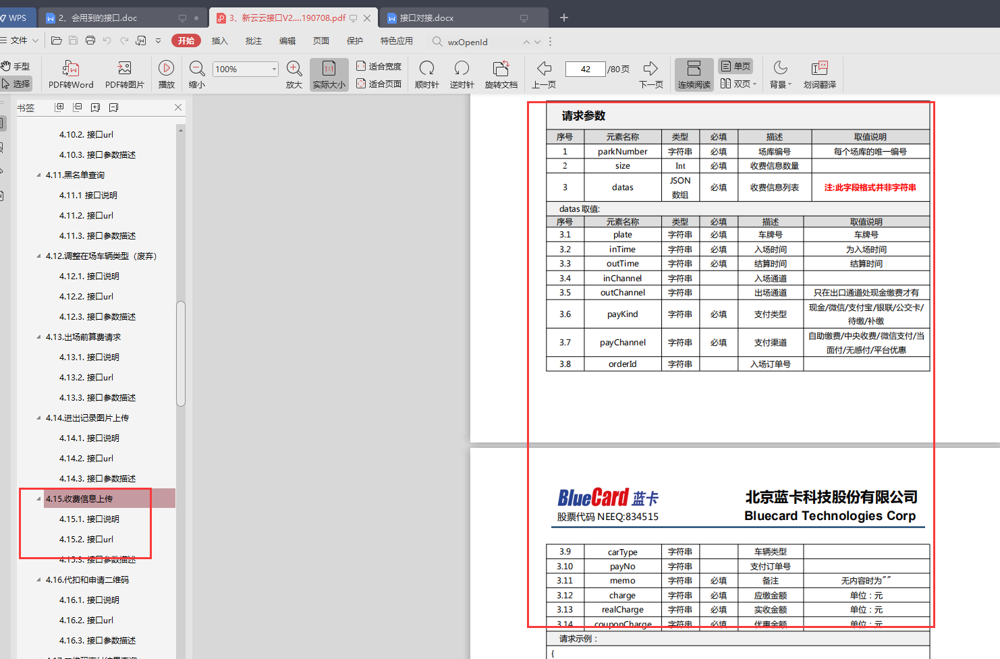 WPS 2、会用到的接口.doc 3、新云云接口V2....190708.pdf 接口对接.docx
文件 开始 插入 批注 编辑 页面 保护 特色应用 wxOpenId
手型 100% 适合宽度 42 /80页 单页
选择 PDF转Word PDF转图片 播放 缩小 放大 实际大小 适合页面 顺时针 逆时针 旋转文档 上一页 下一页 连续阅读 双页 背景 划词翻译
书签
4.10.2. 接口url
4.10.3. 接口参数描述
4.11.黑名单查询
4.11.1 接口说明
4.11.2. 接口url
4.11.3. 接口参数描述
4.12.调整在场车辆类型（废弃）
4.12.1. 接口说明
4.12.2. 接口url
4.12.3. 接口参数描述
4.13.出场前算费请求
4.13.1. 接口说明
4.13.2. 接口url
4.13.3. 接口参数描述
4.14.进出记录图片上传
4.14.1. 接口说明
4.14.2. 接口url
4.14.3. 接口参数描述
4.15.收费信息上传
4.15.1. 接口说明
4.15.2. 接口url
4.15.3. 接口参数描述
4.16.代扣和申请二维码
4.16.1. 接口说明
4.16.2. 接口url
4.16.3. 接口参数描述
请求参数
序号 元素名称 类型 必填 描述 取值说明
1 parkNumber 字符串 必填 场库编号 每个场库的唯一编号
2 size Int 必填 收费信息数量
3 datas JSON 数组 必填 收费信息列表 注:此字段格式并非字符串
datas 取值:
序号 元素名称 类型 必填 描述 取值说明
3.1 plate 字符串 必填 车牌号 车牌号
3.2 inTime 字符串 必填 入场时间 为入场时间
3.3 outTime 字符串 必填 结算时间 结算时间
3.4 inChannel 字符串 入场通道
3.5 outChannel 字符串 出场通道 只在出口通道处现金缴费才有
3.6 payKind 字符串 必填 支付类型 现金/微信/支付宝/银联/公交卡/
待缴/补缴
3.7 payChannel 字符串 必填 支付渠道 自助缴费/中央收费/微信支付/当
面付/无感付/平台优惠
3.8 orderId 字符串 入场订单号
BlueCard 蓝卡 北京蓝卡科技股份有限公司
股票代码 NEEQ:834515 Bluecard Technologies Corp
3.9 carType 字符串 车辆类型
3.10 payNo 字符串 支付订单号
3.11 memo 字符串 必填 备注 无内容时为""
3.12 charge 字符串 必填 应缴金额 单位：元
3.13 realCharge 字符串 必填 实收金额 单位：元
3.14 couponCharge 字符串 必填 优惠金额 单位：元
请求示例：
{